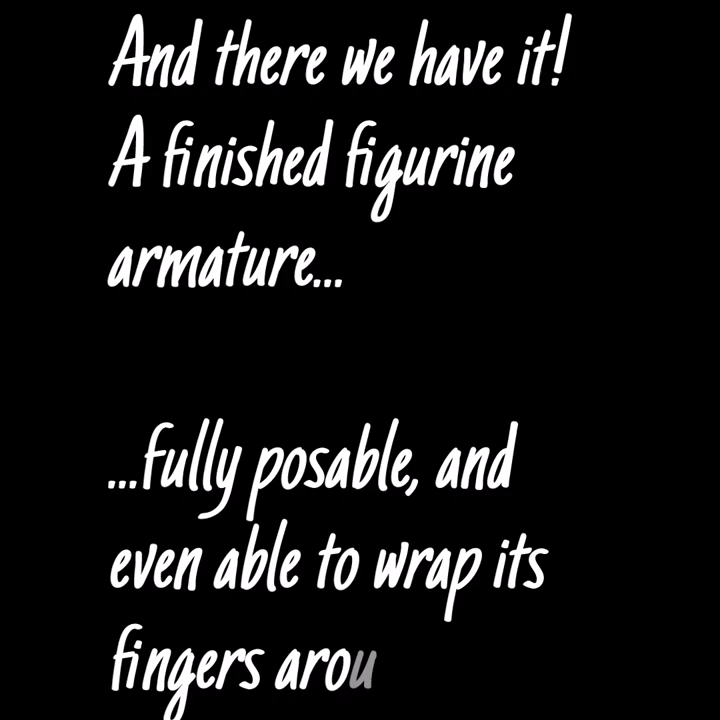 And there we have it!
A finished figurine
armature...
...fully posable, and
even able to wrap its
fingers arou